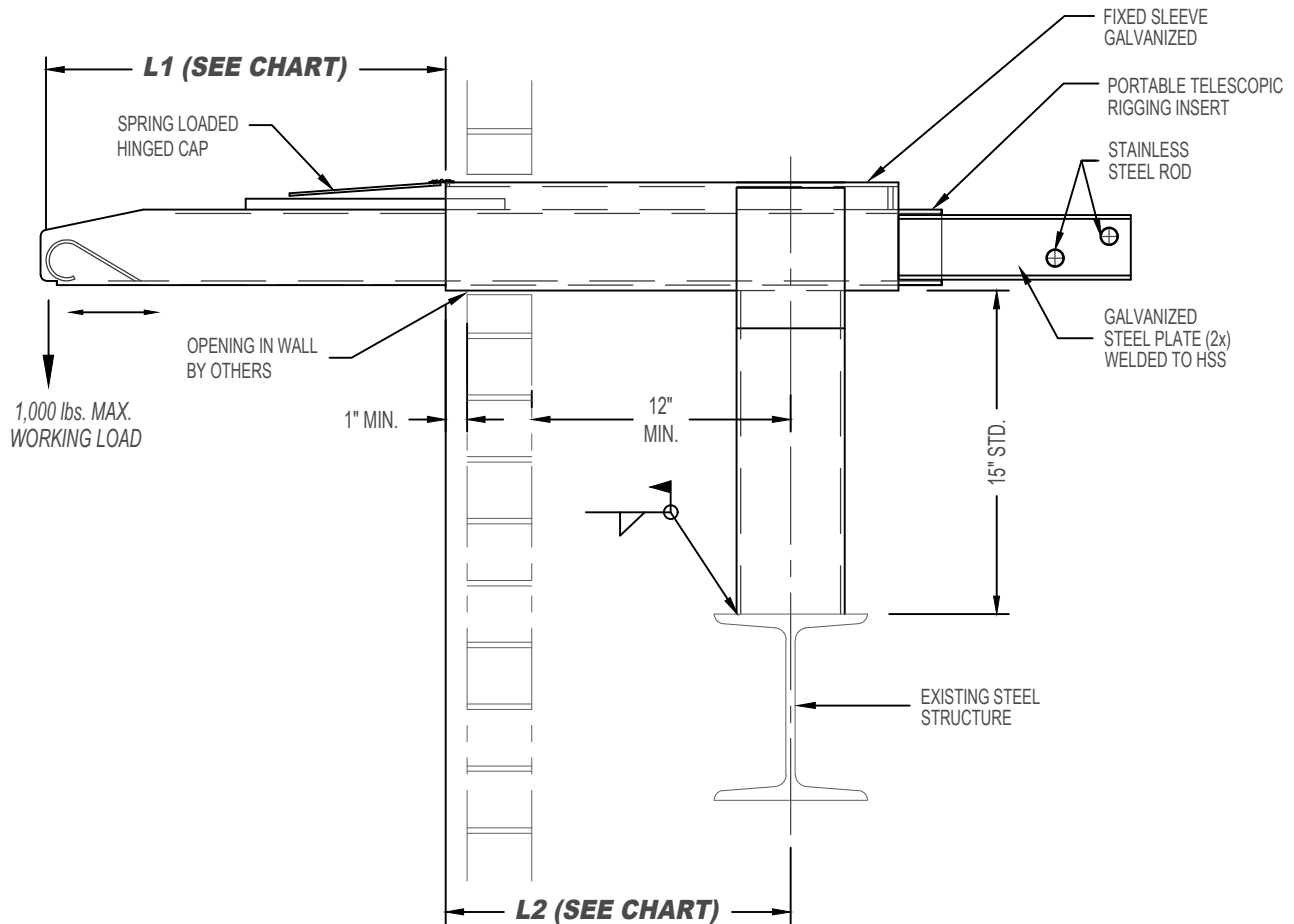 FIXED SLEEVE
GALVANIZED
L1 (SEE CHART)
PORTABLE TELESCOPIC
RIGGING INSERT
SPRING LOADED
HINGED CAP
STAINLESS
STEEL ROD
OPENING IN WALL
BY OTHERS
GALVANIZED
STEEL PLATE (2x)
WELDED TO HSS
1,000 lbs. MAX.
WORKING LOAD
1" MIN.
12"
MIN.
15" STD.
EXISTING STEEL
STRUCTURE
L2 (SEE CHART)